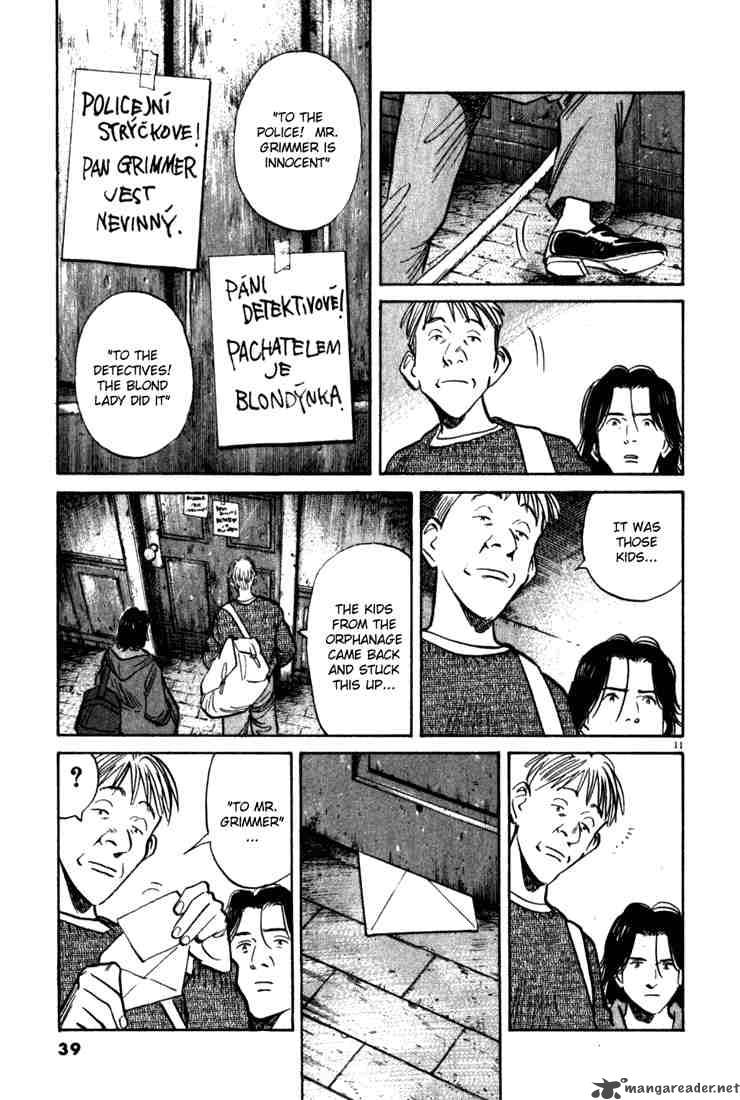 POLICEJNÍ
STRÝČKOVE!
PAN GRIMMER
JEST
NEVINNÝ.
"TO THE
POLICE! MR.
GRIMMER IS
INNOCENT"
PÁNI
DETEKTIVOVÉ!
PACHATELEM
JE
BLONDÝNKA
"TO THE
DETECTIVES!
THE BLOND
LADY DID IT"
IT WAS
THOSE
KIDS...
THE KIDS
FROM THE
ORPHANAGE
CAME BACK
AND STUCK
THIS UP...
11
?
"TO MR.
GRIMMER"
...
39
mangareader.net